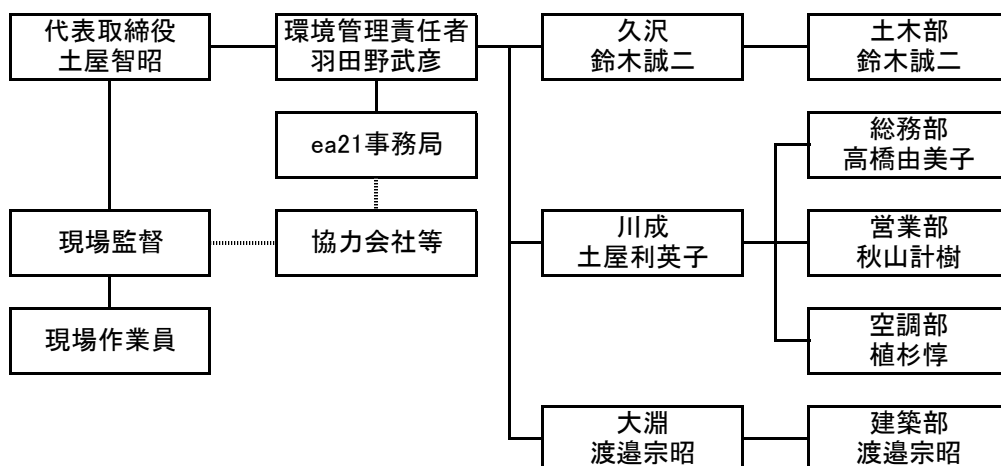 代表取締役
土屋智昭
環境管理責任者
羽田野武彦
久沢
鈴木誠二
土木部
鈴木誠二
ea21事務局
総務部
高橋由美子
現場監督
協力会社等
川成
土屋利英子
営業部
秋山計樹
現場作業員
空調部
植杉惇
大淵
渡邉宗昭
建築部
渡邉宗昭